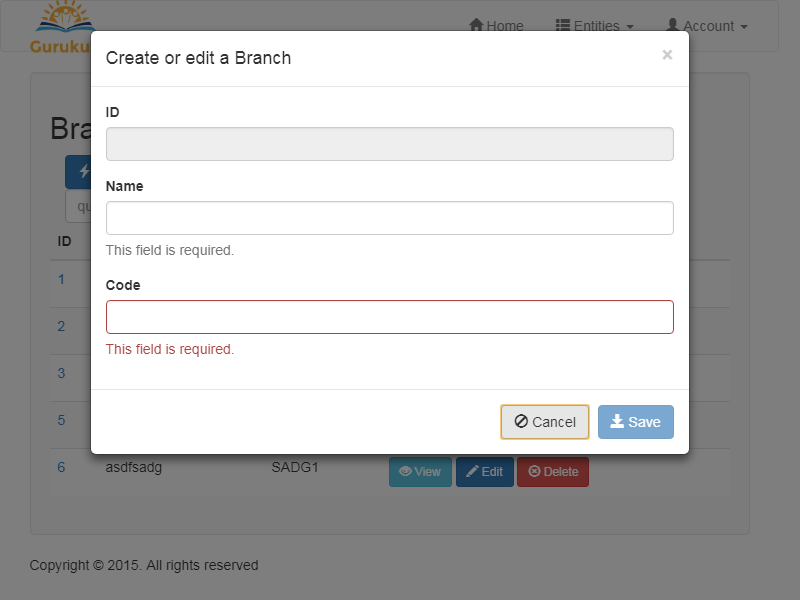 Home Entities Account
Guruku
Create or edit a Branch ×
Bra
ID
Name
qu
This field is required.
ID
Code
1
2
This field is required.
3
5
Cancel Save
6 asdfsadg SADG1 View Edit Delete
Copyright © 2015. All rights reserved